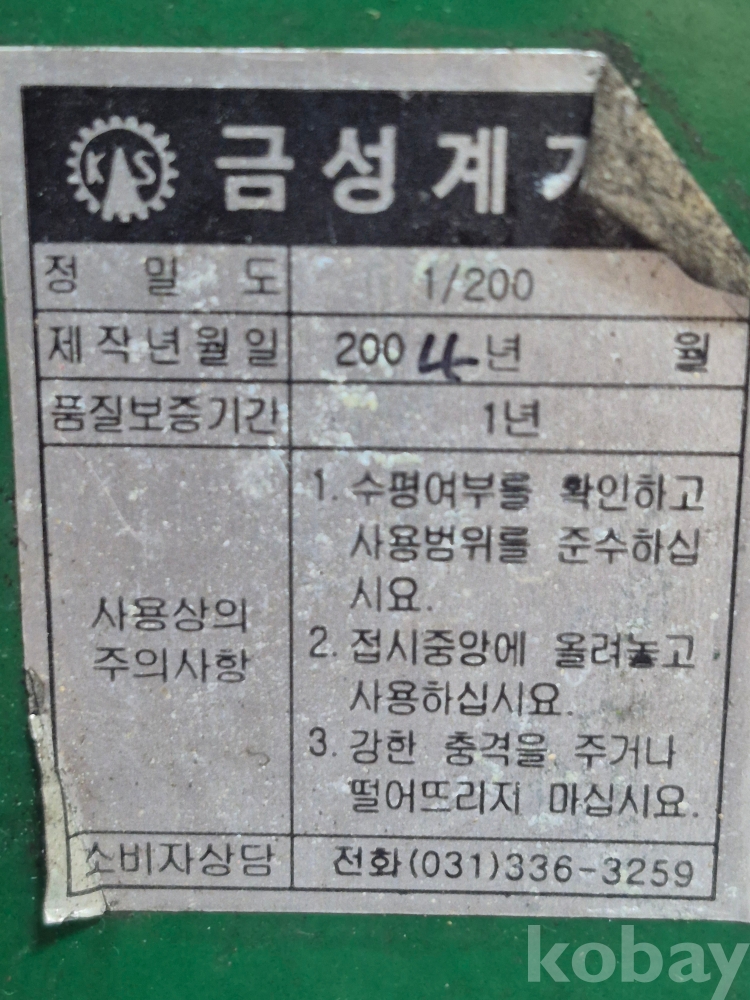 KAS 금성계
정밀도 1/200
제작년월일 2004년 월
품질보증기간 1년
사용상의
주의사항
1. 수평여부를 확인하고
사용범위를 준수하십
시요.
2. 접시중앙에 올려놓고
사용하십시요.
3. 강한 충격을 주거나
떨어뜨리지 마십시요.
소비자상담 전화(031)336-3259
kobay